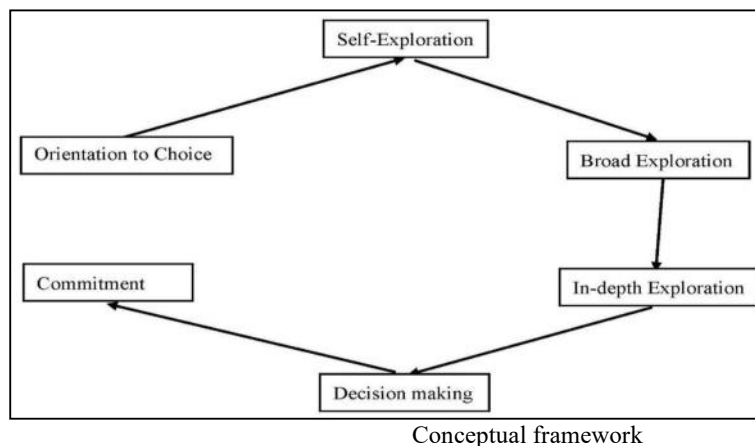 Self-Exploration
Orientation to Choice
Broad Exploration
Commitment
In-depth Exploration
Decision making
Conceptual framework